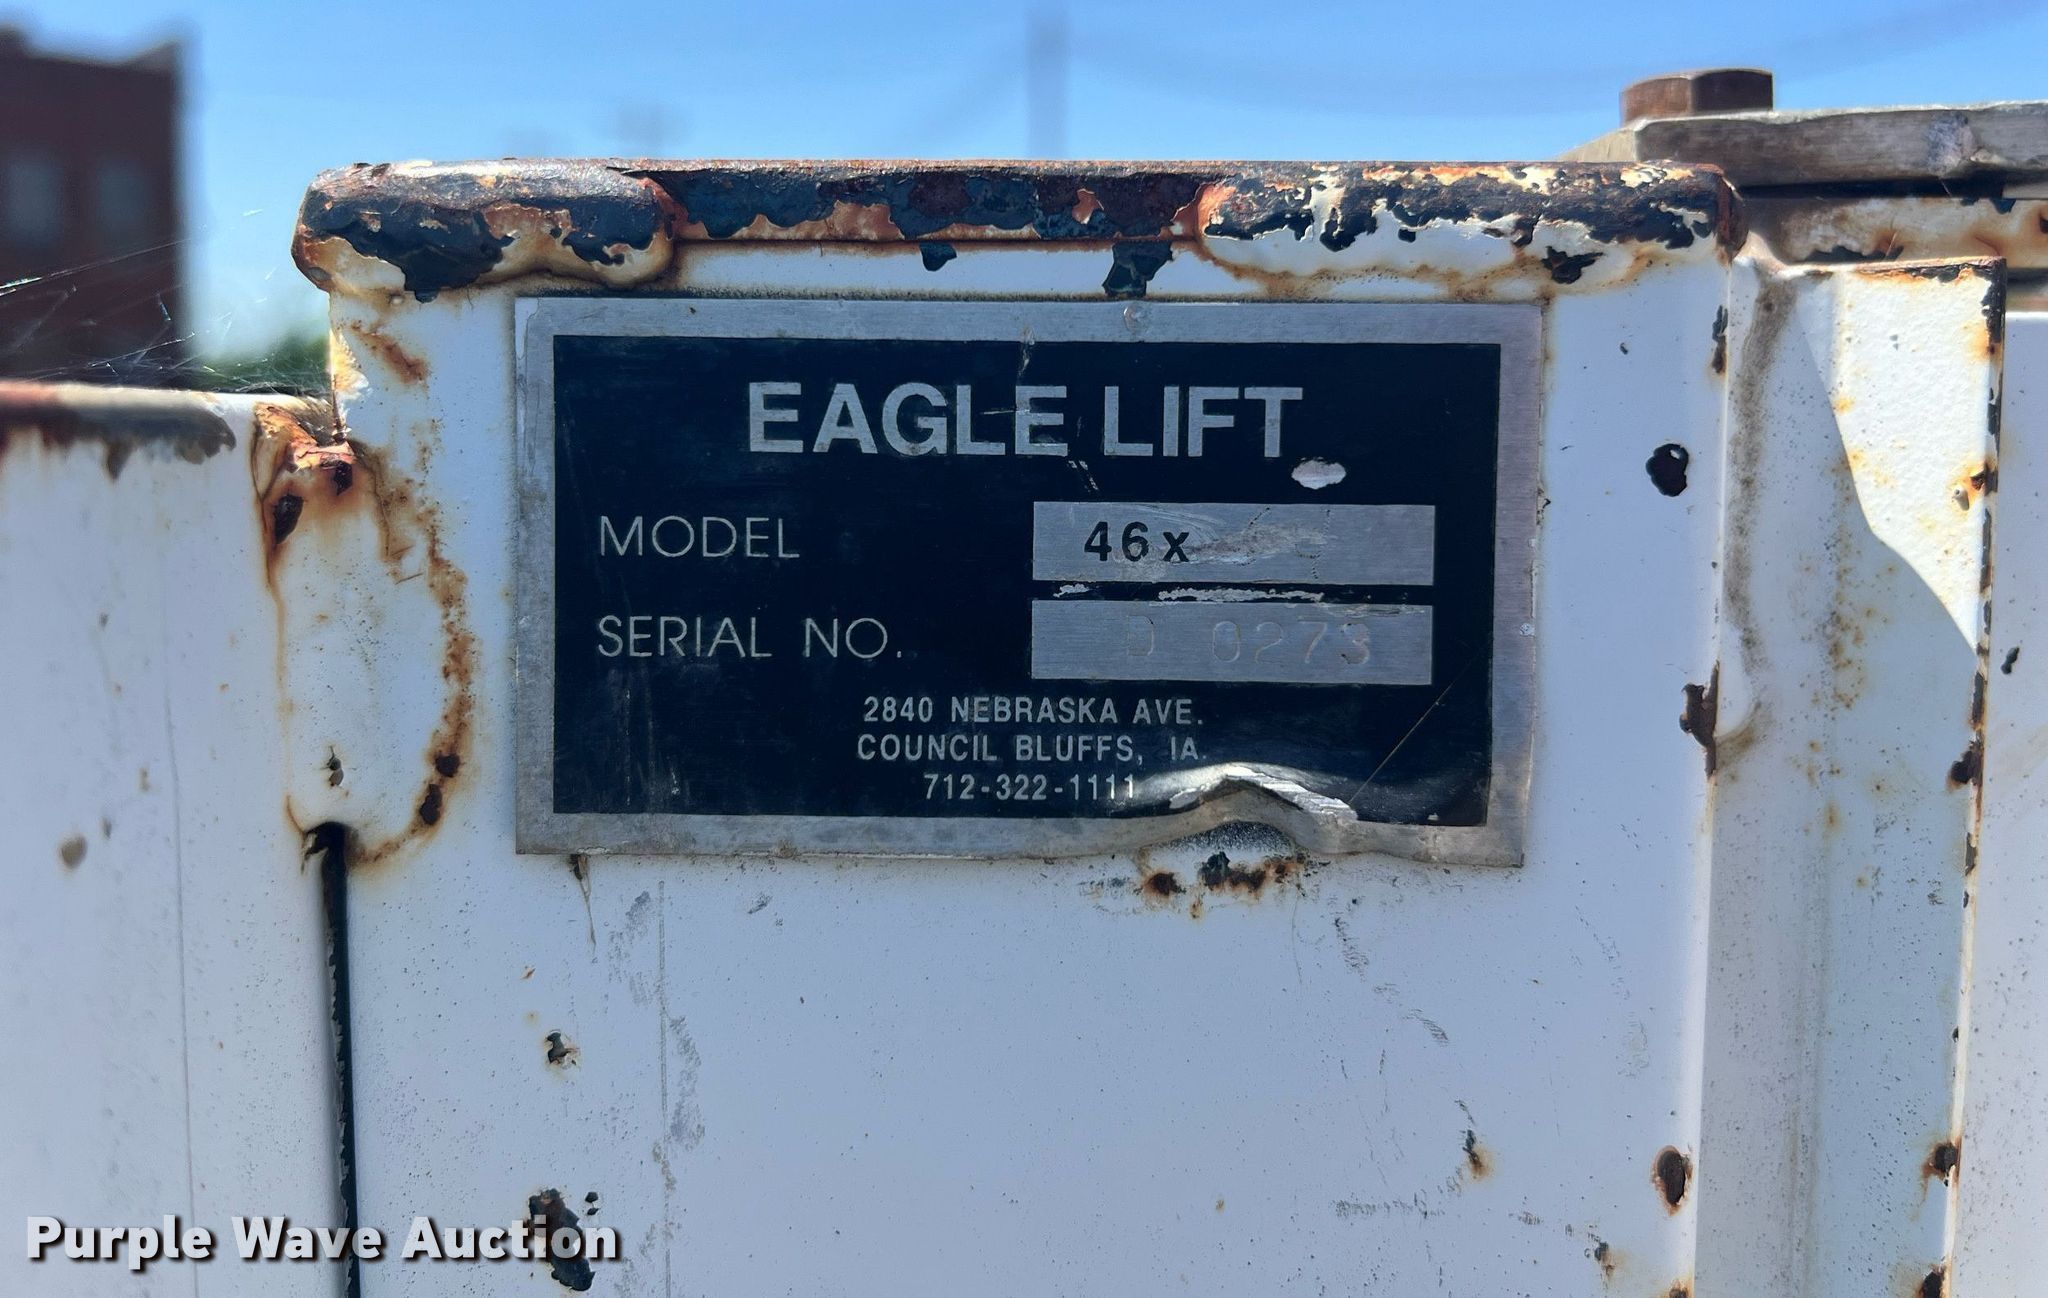 EAGLE LIFT
MODEL 46x
SERIAL NO. D 0273
2840 NEBRASKA AVE.
COUNCIL BLUFFS, IA.
712-322-1111
Purple Wave Auction